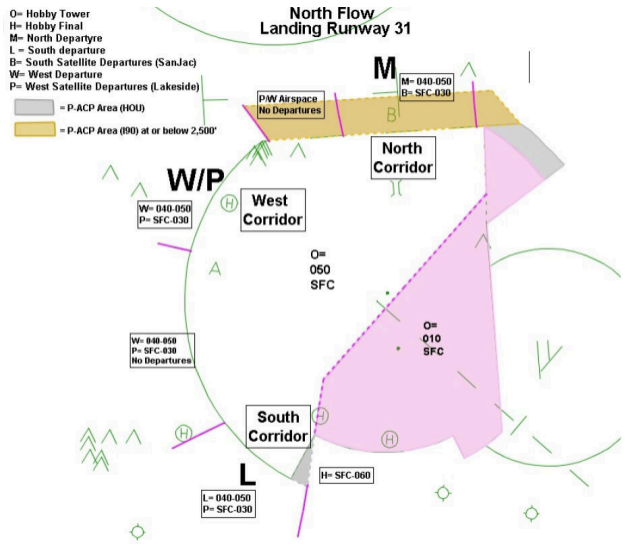 North Flow
Landing Runway 31
O= Hobby Tower
H= Hobby Final
M= North Departyre
L = South departure
B= South Satellite Departures (SanJac)
W= West Departure
P= West Satellite Departures (Lakeside)
= P-ACP Area (HOU)
= P-ACP Area (I90) at or below 2,500'
M
M= 040-050
B= SFC-030
P/W Airspace
No Departures
B
North
Corridor
W/P
W= 040-050
P= SFC-030
H
West
Corridor
A
O=
050
SFC
O=
010
SFC
W= 040-050
P= SFC-030
No Departures
H
South
Corridor
H
H
L
H= SFC-060
L= 040-050
P= SFC-030